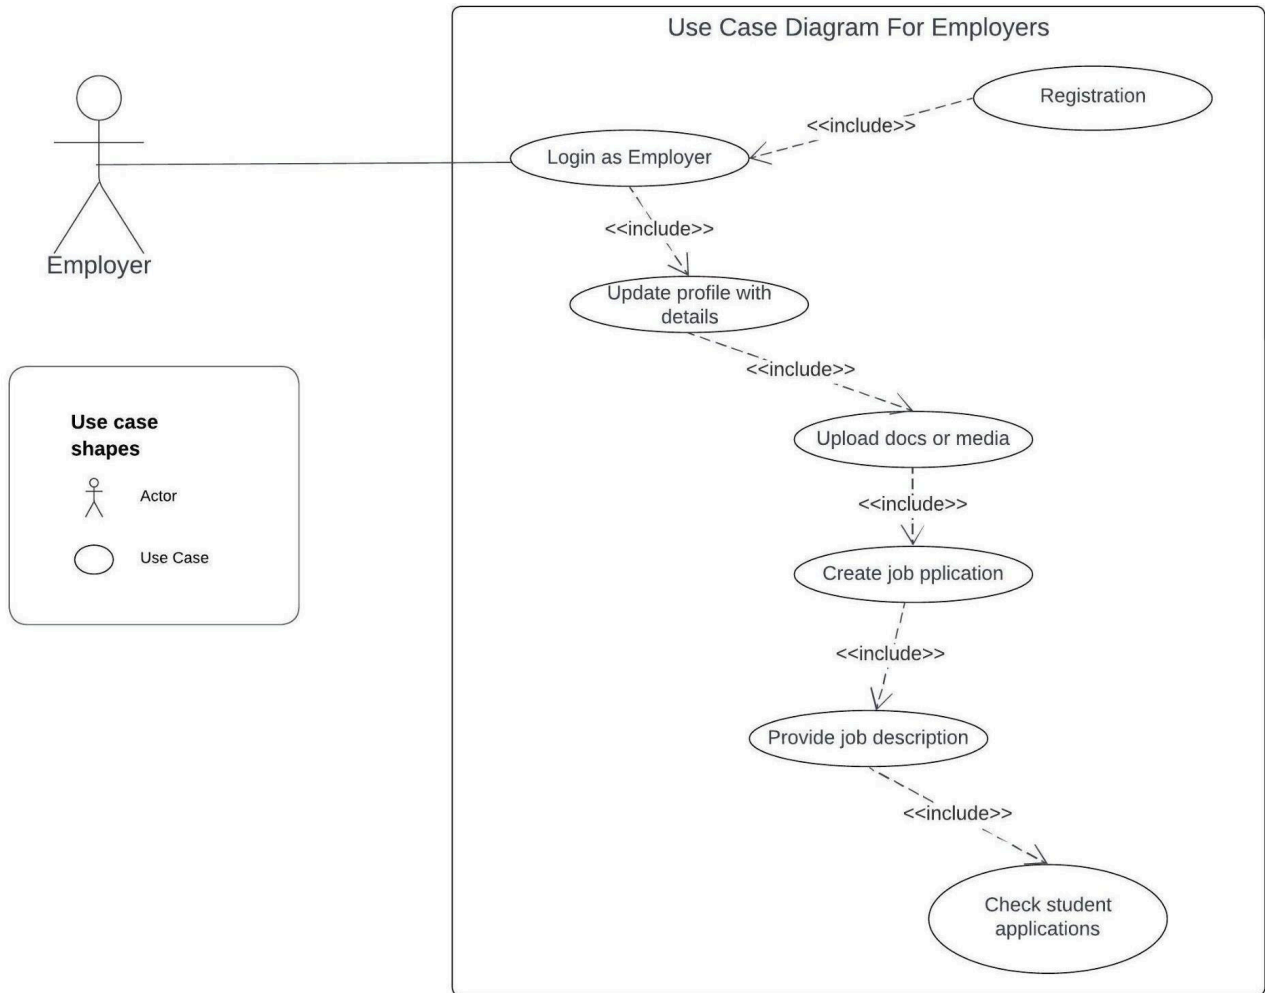 Use Case Diagram For Employers
Registration
<<include>>
Login as Employer
<<include>>
Employer
Update profile with
details
<<include>>
Use case
shapes
Actor
Use Case
Upload docs or media
<<include>>
Create job pplication
<<include>>
Provide job description
<<include>>
Check student
applications